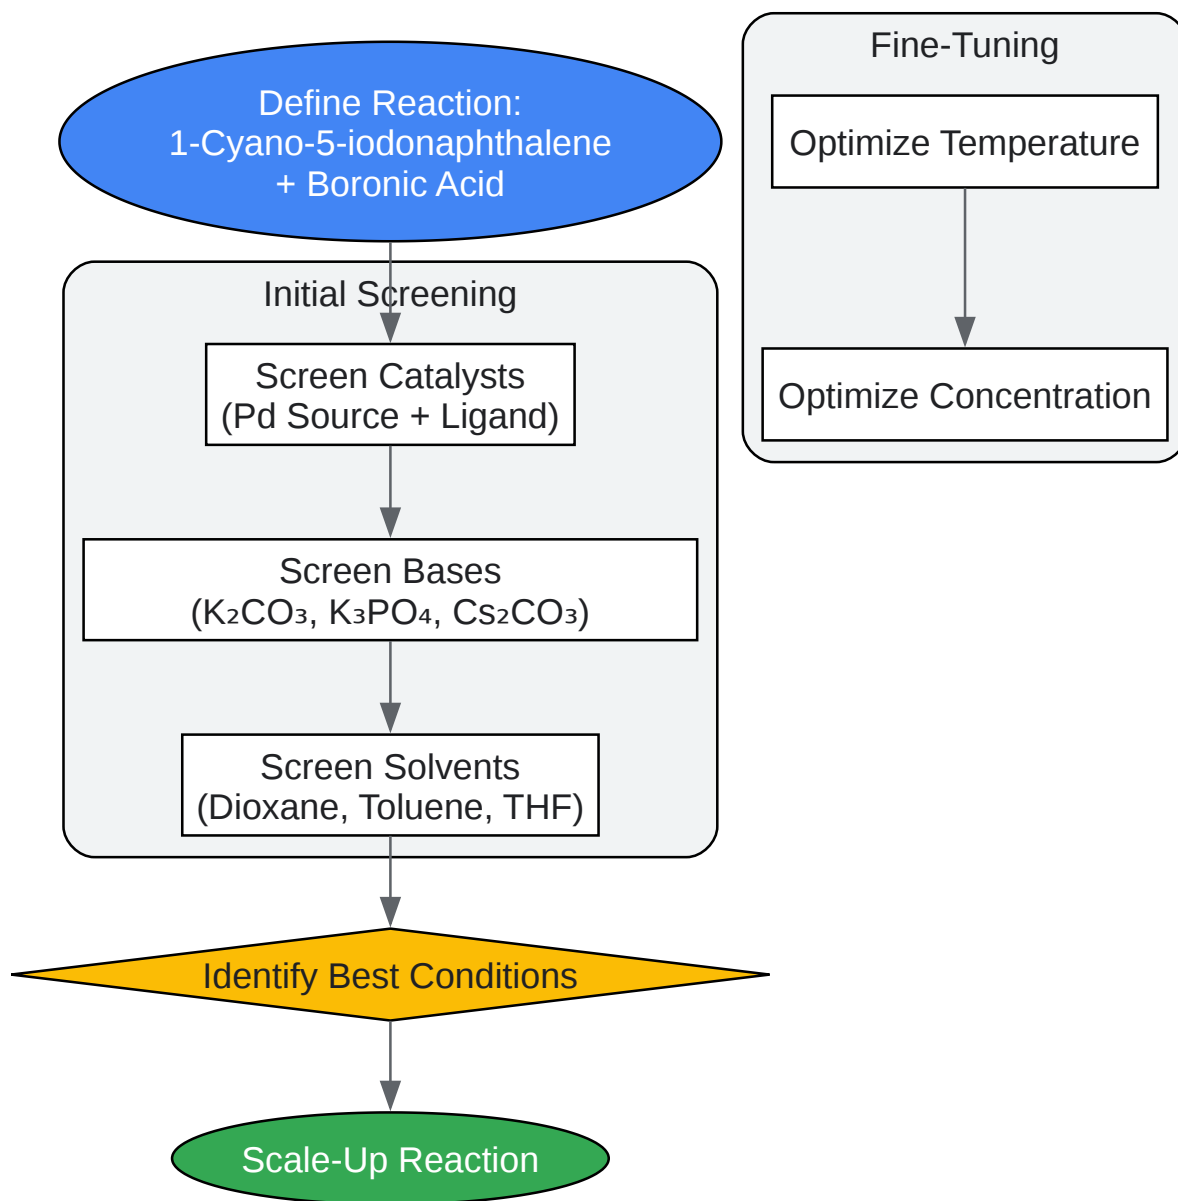 Define Reaction:
1-Cyano-5-iodonaphthalene
+ Boronic Acid
Initial Screening
Screen Catalysts
(Pd Source + Ligand)
Screen Bases
(K₂CO₃, K₃PO₄, Cs₂CO₃)
Screen Solvents
(Dioxane, Toluene, THF)
Identify Best Conditions
Scale-Up Reaction
Fine-Tuning
Optimize Temperature
Optimize Concentration